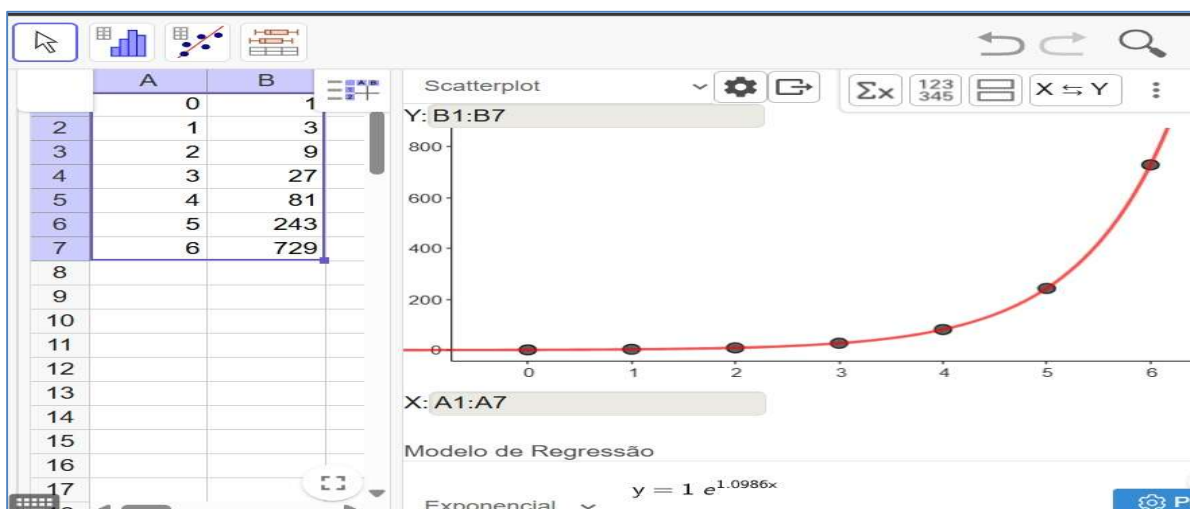 123
345
X ⇆ Y
Σx
Scatterplot
A B
0 1
2 1 3
3 2 9
4 3 27
5 4 81
6 5 243
7 6 729
8
9
10
11
12
13
14
15
16
17
Y: B1:B7
800
600
400
200
0
0 1 2 3 4 5 6
X: A1:A7
Modelo de Regressão
y = 1 e^1.0986x
Exponencial
P